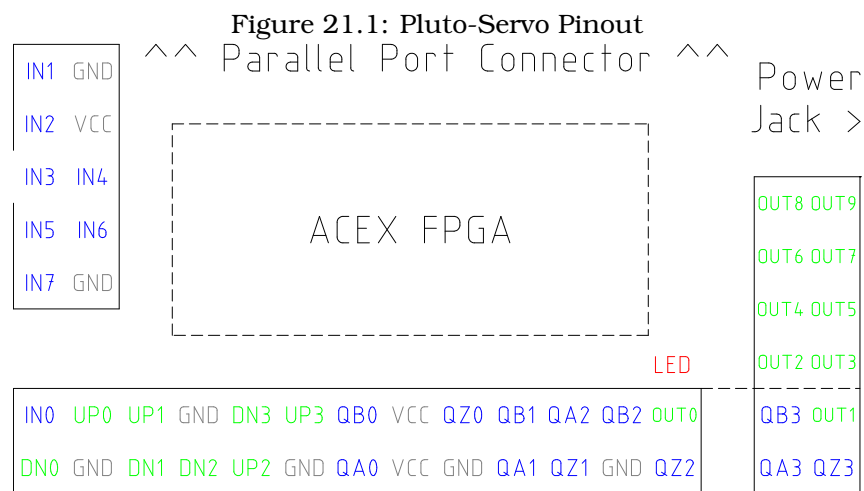 Figure 21.1: Pluto-Servo Pinout
^^ Parallel Port Connector ^^
Power
Jack >
IN1 GND
IN2 VCC
IN3 IN4
IN5 IN6
IN7 GND
ACEX FPGA
OUT8 OUT9
OUT6 OUT7
OUT4 OUT5
OUT2 OUT3
LED
IN0 UP0 UP1 GND DN3 UP3 QB0 VCC QZ0 QB1 QA2 QB2 OUT0
DN0 GND DN1 DN2 UP2 GND QA0 VCC GND QA1 QZ1 GND QZ2
QB3 OUT1
QA3 QZ3